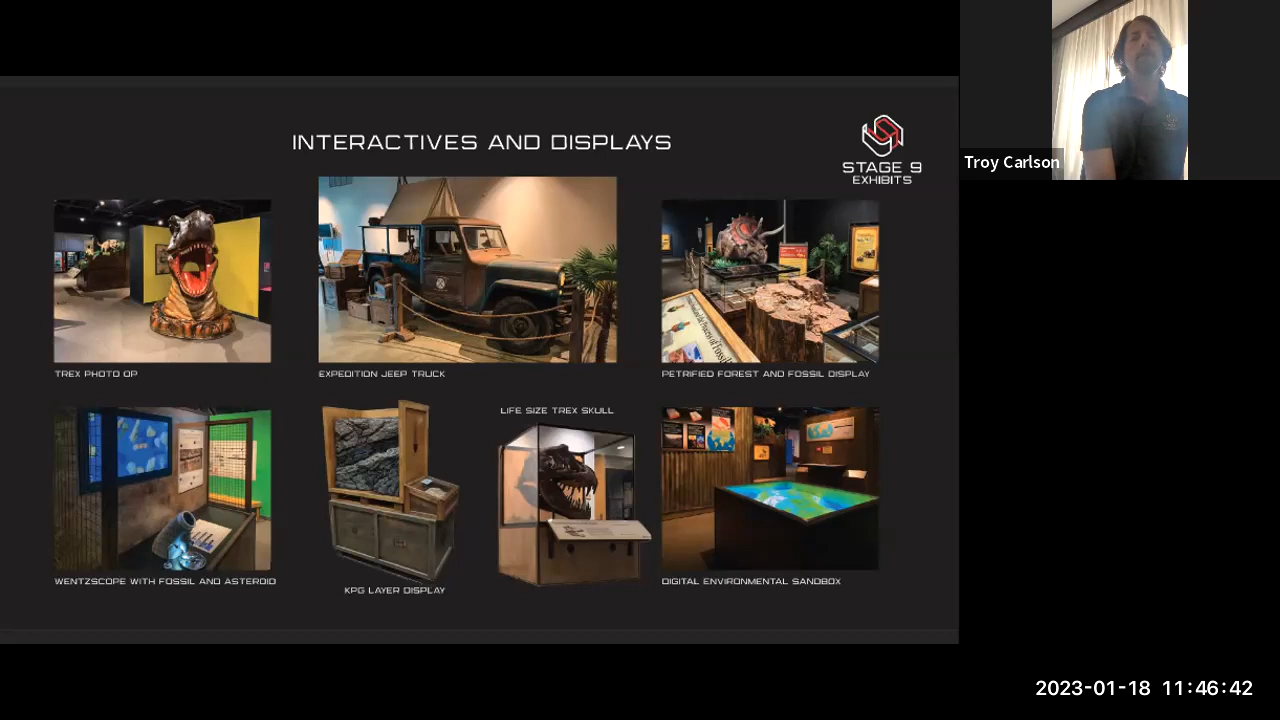 INTERACTIVES AND DISPLAYS
STAGE 9
EXHIBITS
Troy Carlson
TREX PHOTO OP
EXPEDITION JEEP TRUCK
PETRIFIED FOREST AND FOSSIL DISPLAY
LIFE SIZE TREX SKULL
WENTZSCOPE WITH FOSSIL AND ASTEROID
KPG LAYER DISPLAY
DIGITAL ENVIRONMENTAL SANDBOX
2023-01-18 11:46:42